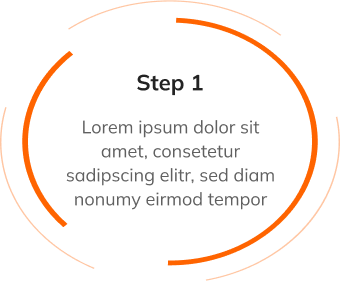 Step 1
Lorem ipsum dolor sit
amet, consetetur
sadipscing elitr, sed diam
nonumy eirmod tempor